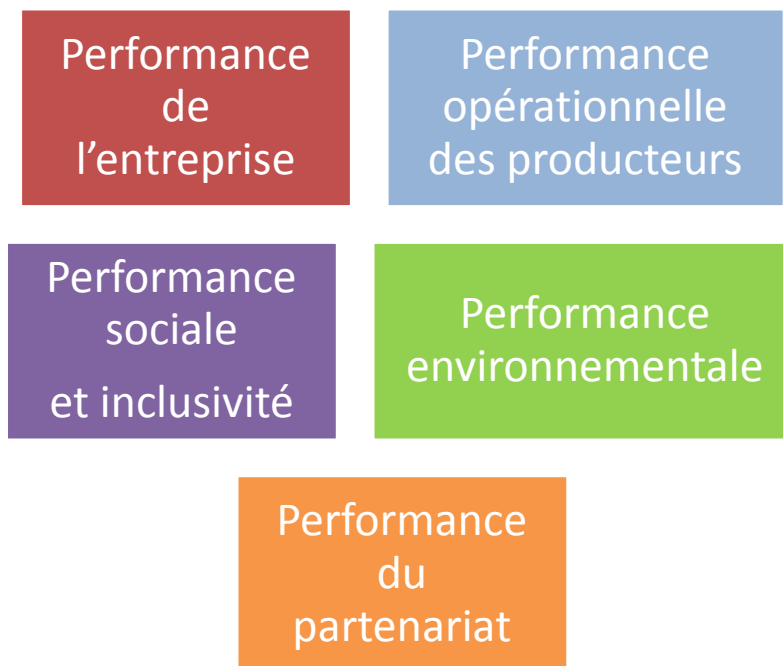 Performance
de
l’entreprise
Performance
opérationnelle
des producteurs
Performance
sociale
et inclusivité
Performance
environnementale
Performance
du
partenariat